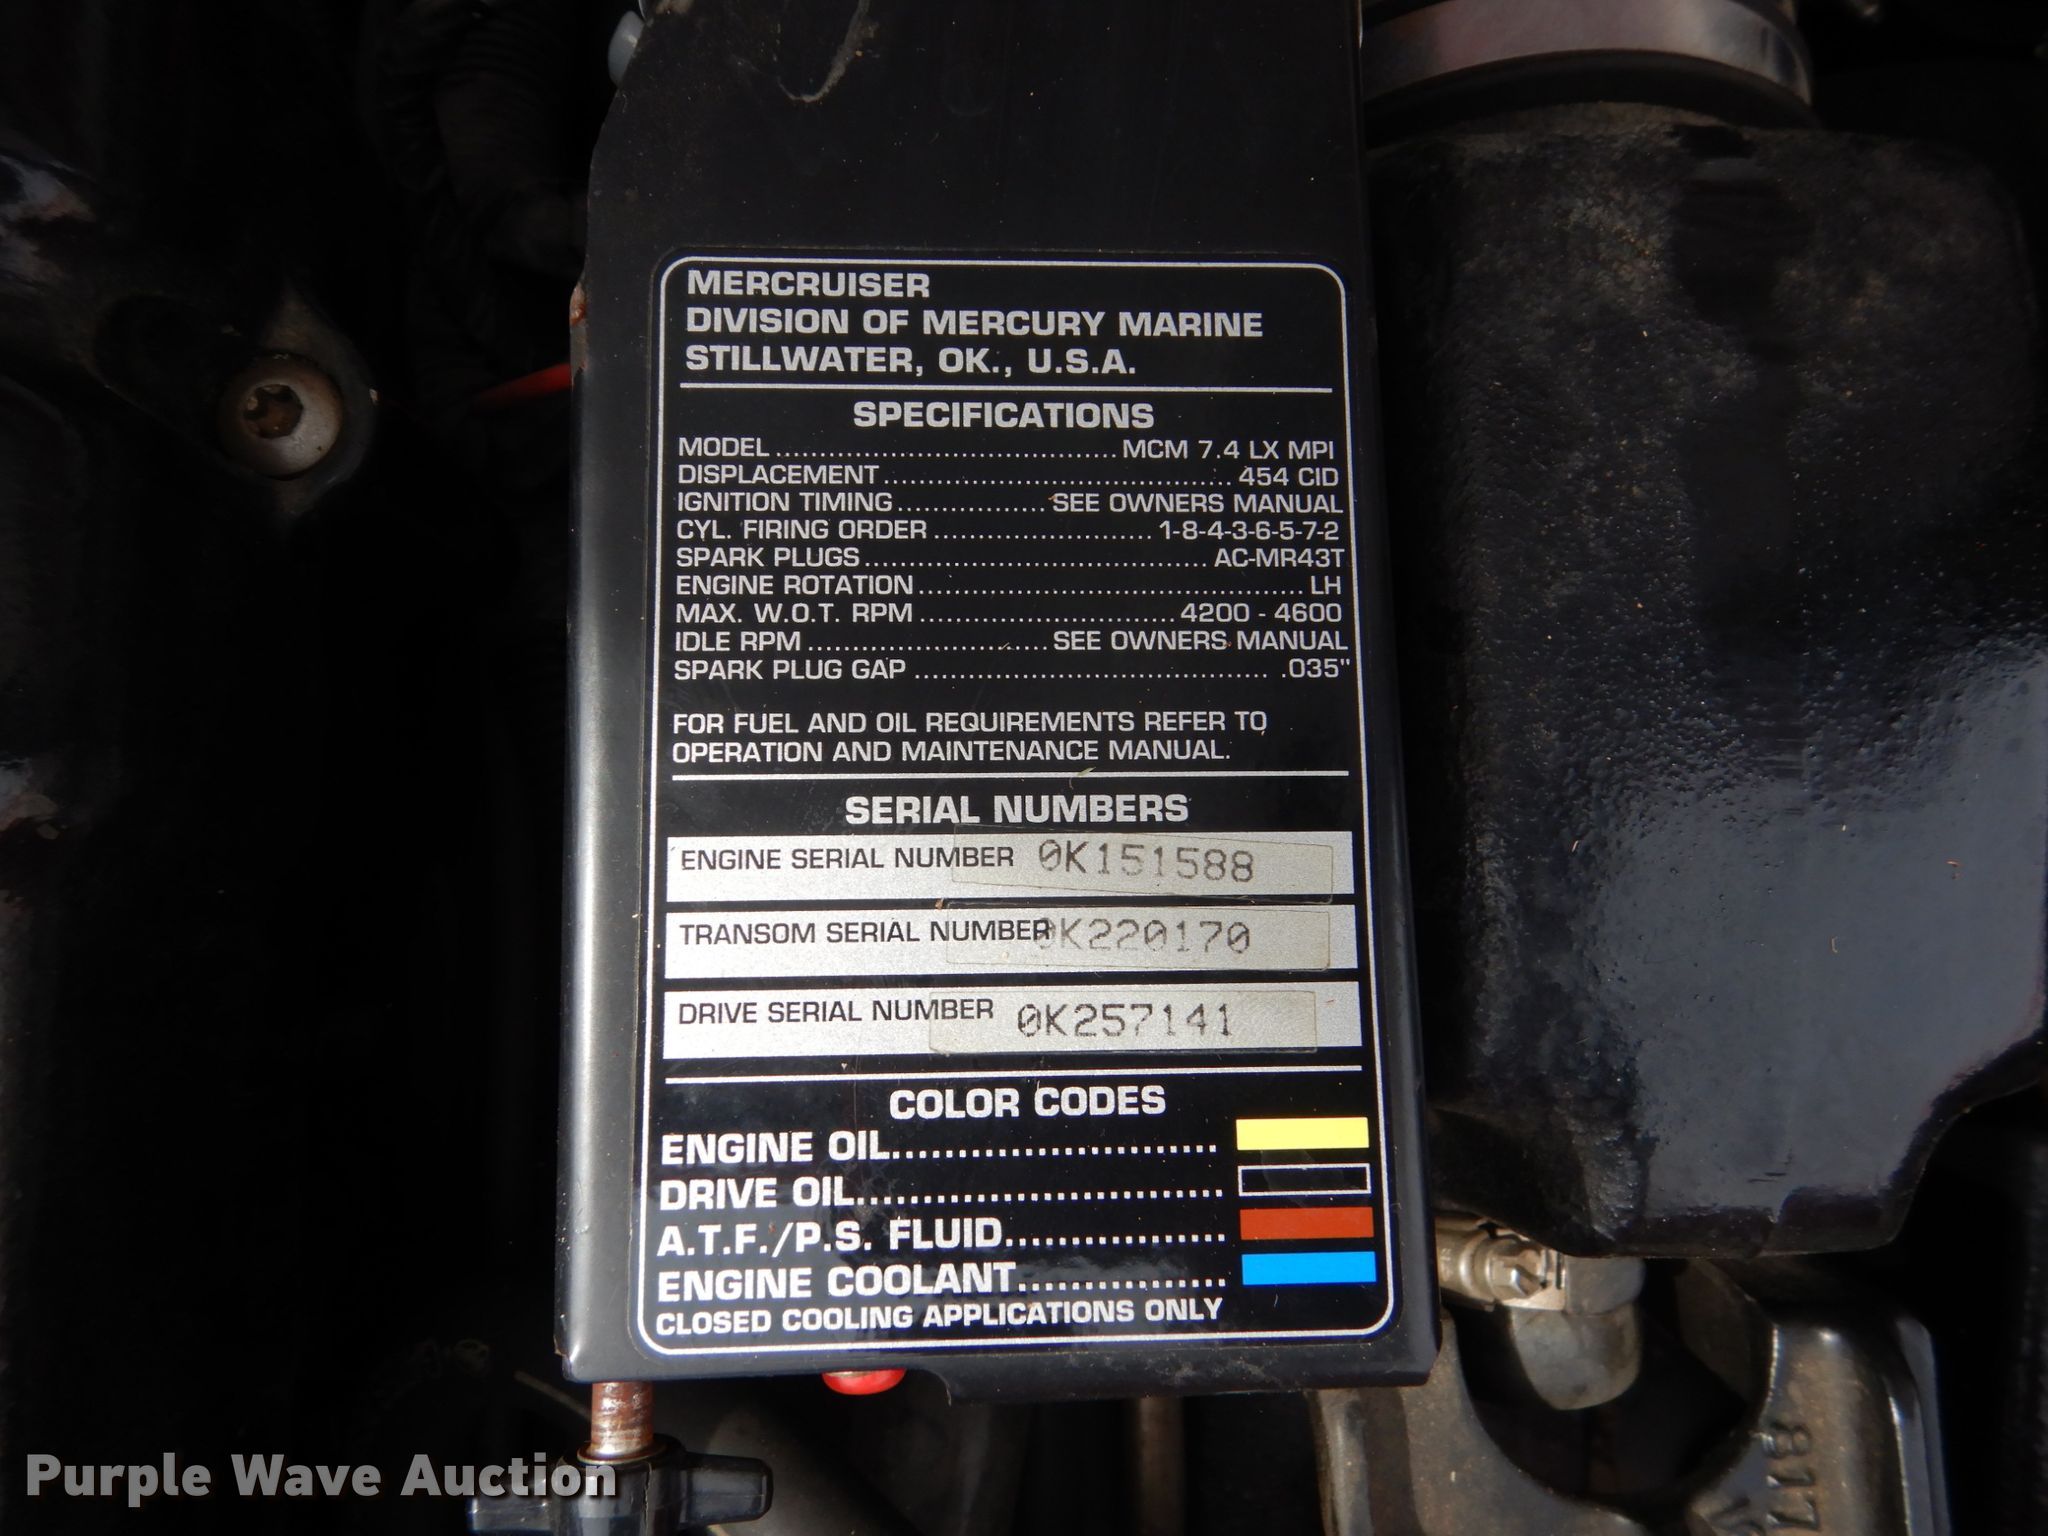 MERCRUISER
DIVISION OF MERCURY MARINE
STILLWATER, OK., U.S.A.
SPECIFICATIONS
MODEL....................................... MCM 7.4 LX MPI
DISPLACEMENT........................................ 454 CID
IGNITION TIMING................. SEE OWNERS MANUAL
CYL. FIRING ORDER ......................... 1-8-4-3-6-5-7-2
SPARK PLUGS....................................... AC-MR43T
ENGINE ROTATION............................................ LH
MAX. W.O.T. RPM ............................. 4200 - 4600
IDLE RPM ........................... SEE OWNERS MANUAL
SPARK PLUG GAP ........................................ .035"
FOR FUEL AND OIL REQUIREMENTS REFER TO
OPERATION AND MAINTENANCE MANUAL.
SERIAL NUMBERS
ENGINE SERIAL NUMBER 0K151588
TRANSOM SERIAL NUMBER 0K220170
DRIVE SERIAL NUMBER 0K257141
COLOR CODES
ENGINE OIL.........................
DRIVE OIL............................
A.T.F./P.S. FLUID.................
ENGINE COOLANT................
CLOSED COOLING APPLICATIONS ONLY
Purple Wave Auction